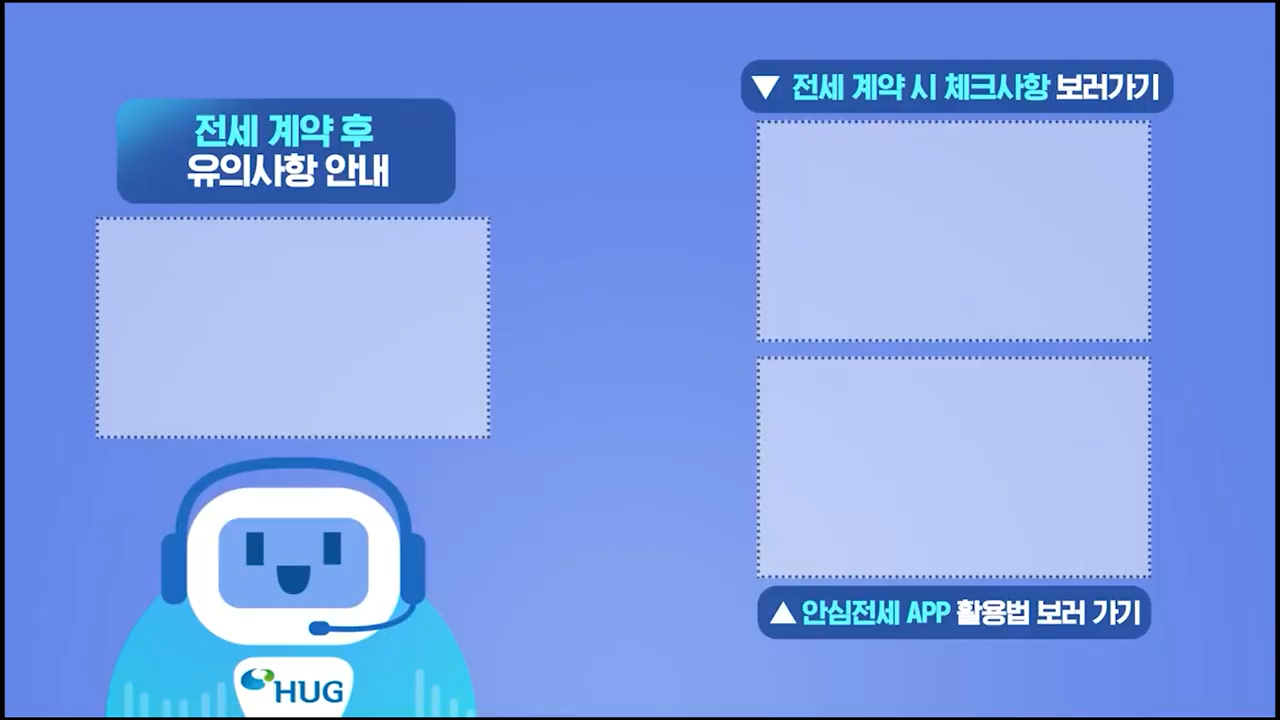 전세 계약 후
유의사항 안내
▼ 전세 계약 시 체크사항 보러가기
▲ 안심전세 APP 활용법 보러 가기
HUG